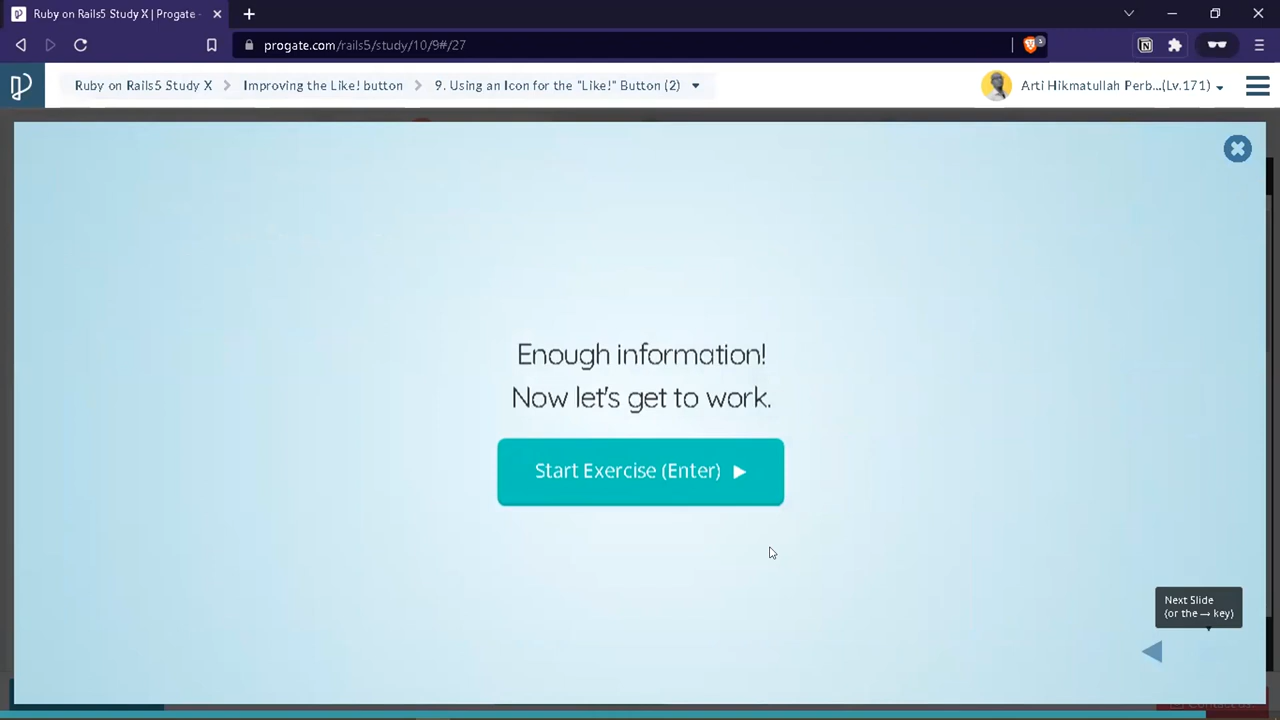 Ruby on Rails5 Study X | Progate -
progate.com/rails5/study/10/9#/27
Ruby on Rails5 Study X
Improving the Like! button
9. Using an Icon for the "Like!" Button (2)
Arti Hikmatullah Perb...(Lv.171)
Enough information!
Now let's get to work.
Start Exercise (Enter)
Next Slide
(or the → key)
Contact us!